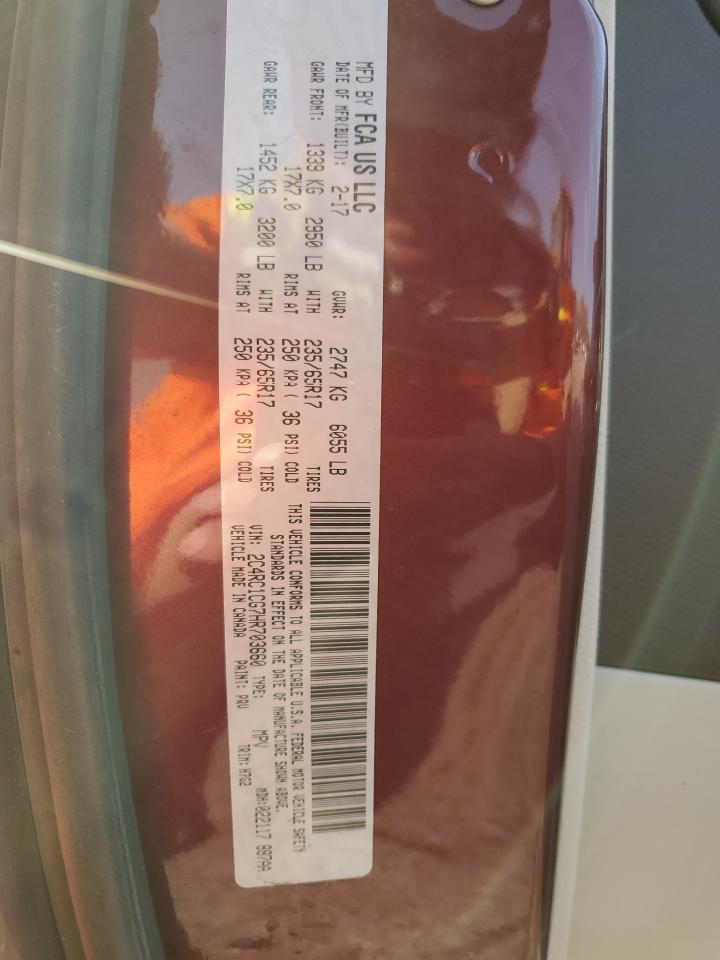 MFD BY FCA US LLC
DATE OF MFR(BUILT): 2-17 GVWR: 2747 KG 6055 LB
GAWR FRONT: 1339 KG 2950 LB WITH 235/65R17 TIRES
17X7.0 RIMS AT 250 KPA ( 36 PSI) COLD
GAWR REAR: 1452 KG 3200 LB WITH 235/65R17 TIRES
17X7.0 RIMS AT 250 KPA ( 36 PSI) COLD
THIS VEHICLE CONFORMS TO ALL APPLICABLE U.S.A. FEDERAL MOTOR VEHICLE SAFETY
STANDARDS IN EFFECT ON THE DATE OF MANUFACTURE SHOWN ABOVE.
VIN: 2C4RC1CG7HR703660 TYPE: MPV MDH:022117 887AA
VEHICLE MADE IN CANADA PAINT: PRV TRIM: H7G2